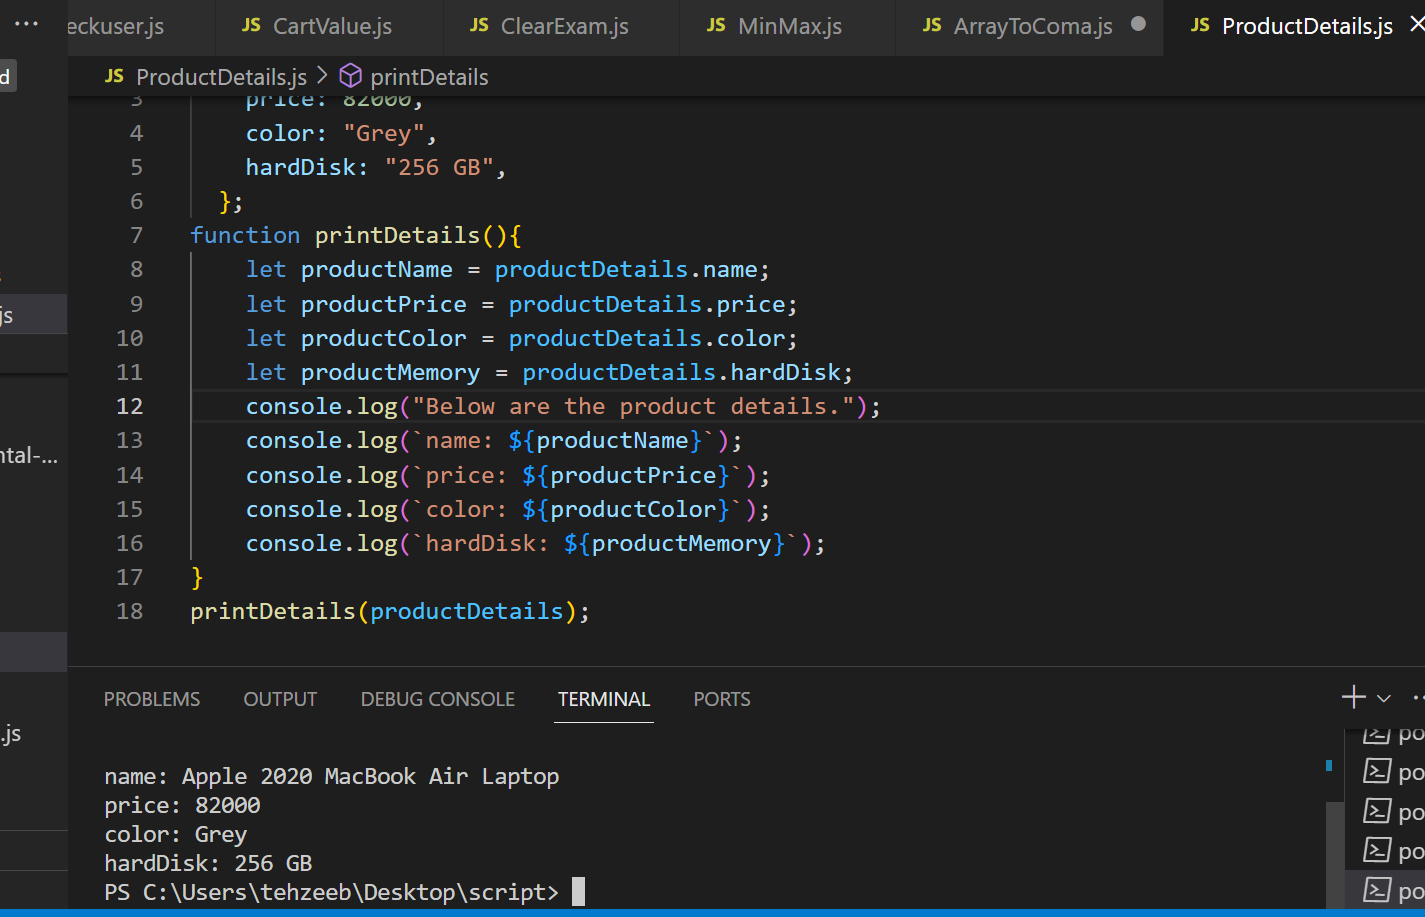 eckuser.js JS CartValue.js JS ClearExam.js JS MinMax.js JS ArrayToComa.js JS ProductDetails.js
d
JS ProductDetails.js > printDetails
3 price: 82000,
4 color: "Grey",
5 hardDisk: "256 GB",
6 };
7 function printDetails(){
8 let productName = productDetails.name;
9 let productPrice = productDetails.price;
js
10 let productColor = productDetails.color;
11 let productMemory = productDetails.hardDisk;
12 console.log("Below are the product details.");
13 console.log(`name: ${productName}`);
ntal-...
14 console.log(`price: ${productPrice}`);
15 console.log(`color: ${productColor}`);
16 console.log(`hardDisk: ${productMemory}`);
17 }
18 printDetails(productDetails);
PROBLEMS OUTPUT DEBUG CONSOLE TERMINAL PORTS
.js
po
name: Apple 2020 MacBook Air Laptop
po
price: 82000
po
color: Grey
po
hardDisk: 256 GB
PS C:\Users\tehzeeb\Desktop\script>
po